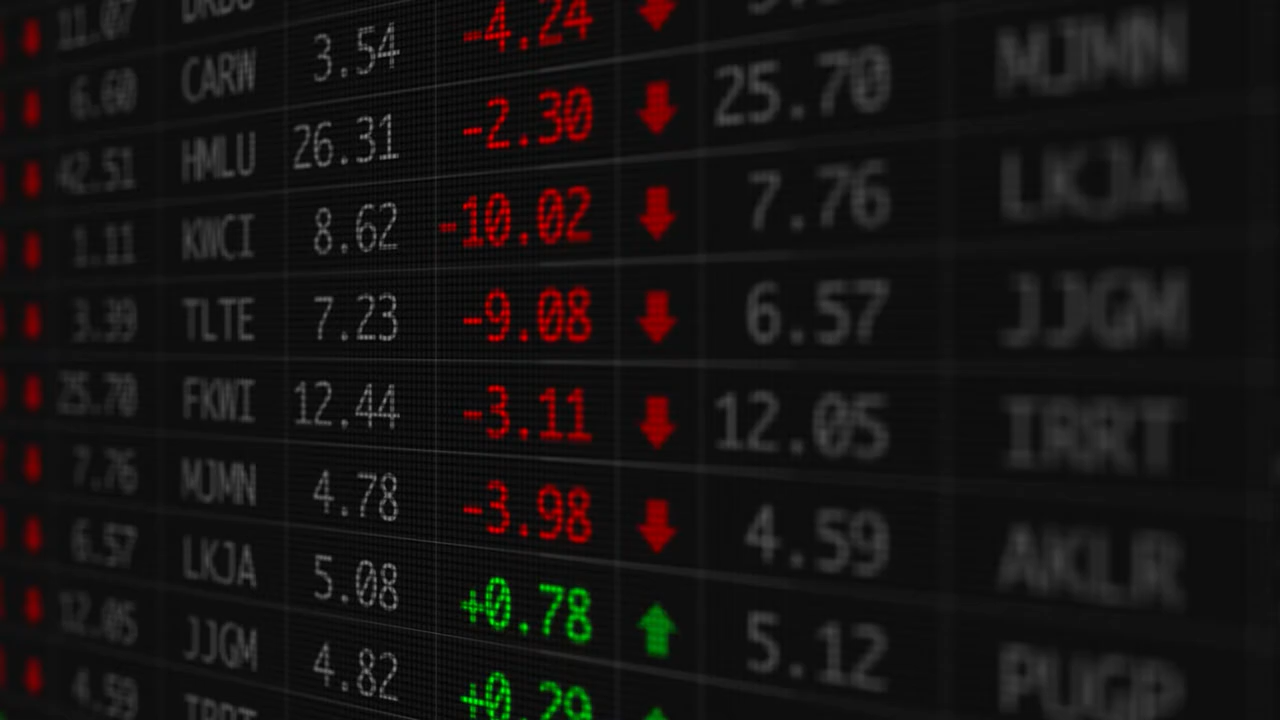 11.07
6.60 CARW 3.54 -4.24
42.51 HMLU 26.31 -2.30 25.70 MJMN
1.11 KWCI 8.62 -10.02 7.76 LKJA
3.39 TLTE 7.23 -9.08 6.57 JJGM
25.70 FKWI 12.44 -3.11 12.05 IRRT
7.76 MJMN 4.78 -3.98 4.59 AKLR
6.57 LKJA 5.08 +0.78 5.12 PUGP
12.05 JJGM 4.82 +0.29
4.59 IRRT